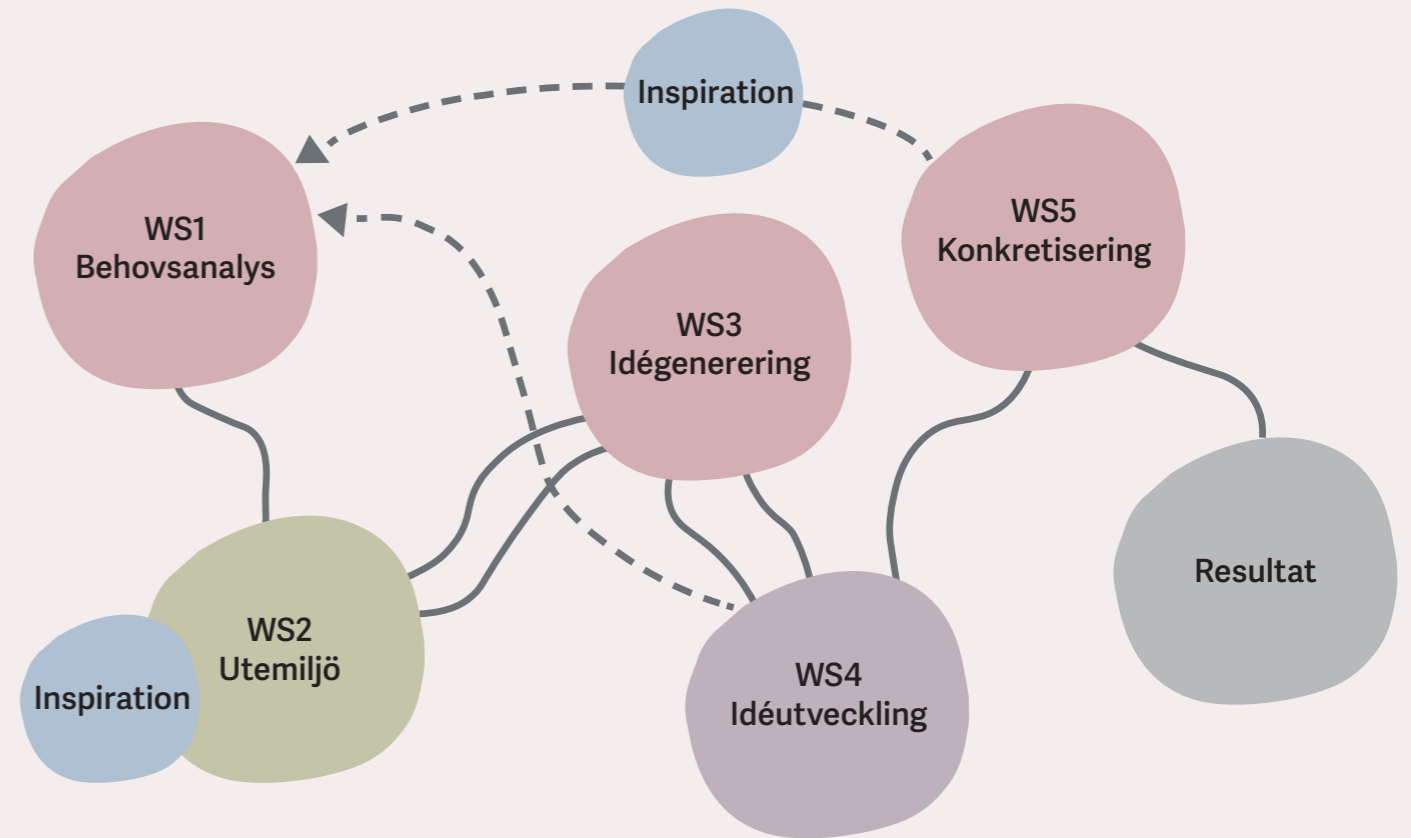 Inspiration
WS1
Behovsanalys
WS5
Konkretisering
WS3
Idégenerering
Resultat
WS2
Utemiljö
Inspiration
WS4
Idéutveckling